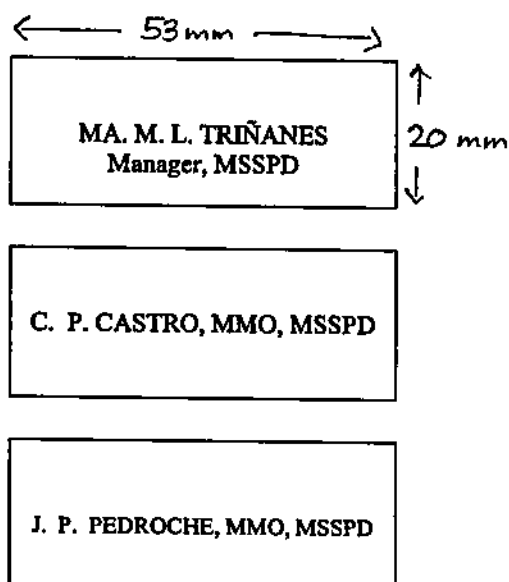 53 mm
MA. M. L. TRIÑANES
20 mm
Manager, MSSPD
C. P. CASTRO, MMO, MSSPD
J. P. PEDROCHE, MMO, MSSPD